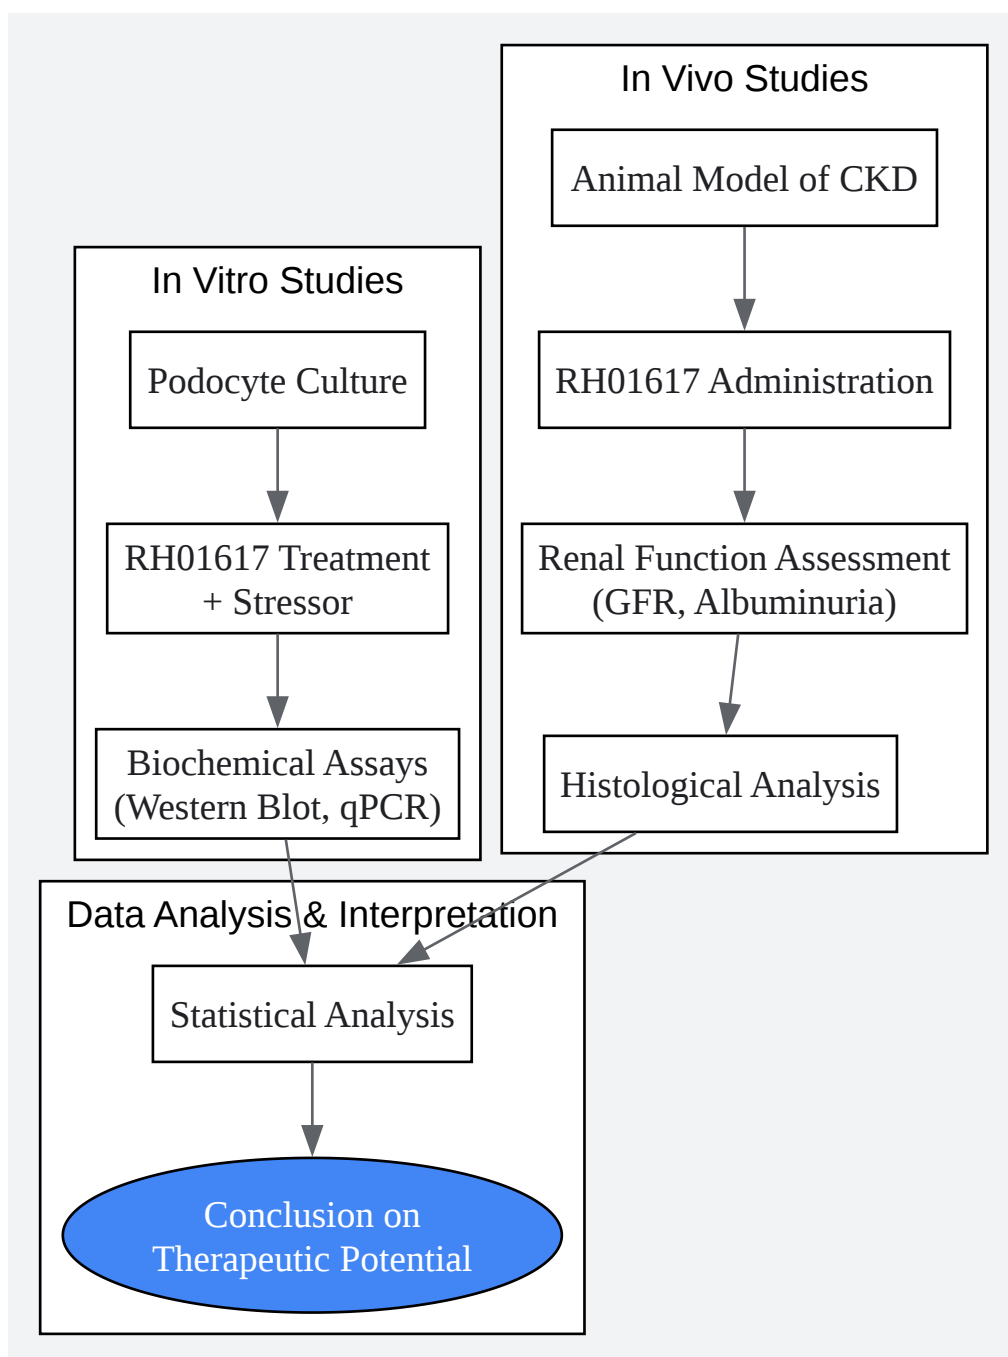 In Vivo Studies
Animal Model of CKD
RH01617 Administration
Renal Function Assessment
(GFR, Albuminuria)
Histological Analysis
In Vitro Studies
Podocyte Culture
RH01617 Treatment
+ Stressor
Biochemical Assays
(Western Blot, qPCR)
Data Analysis & Interpretation
Statistical Analysis
Conclusion on
Therapeutic Potential